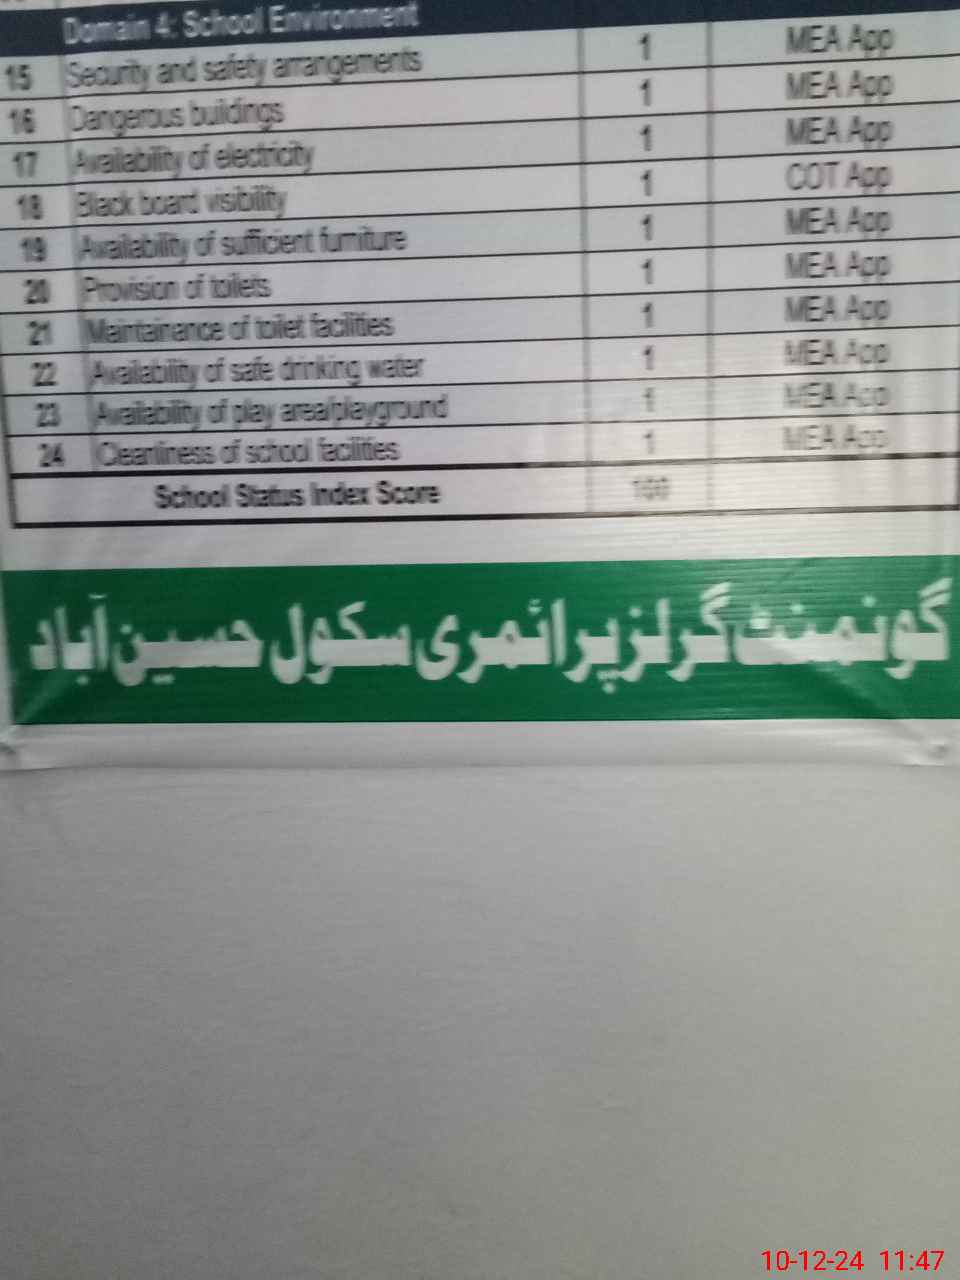 Domain 4: School Environment
15 Security and safety arrangements 1 MEA App
16 Dangerous buildings 1 MEA App
17 Availability of electricity 1 MEA App
18 Black board visibility 1 COT App
19 Availability of sufficient furniture 1 MEA App
20 Provision of toilets 1 MEA App
21 Maintainance of toilet facilities 1 MEA App
22 Availability of safe drinking water 1 MEA App
23 Availability of play area/playground 1 MEA App
24 Cleanliness of school facilities 1 MEA App
School Status Index Score 100
گونمنٹ گرلز پرائمری سکول حسین آباد
10-12-24 11:47